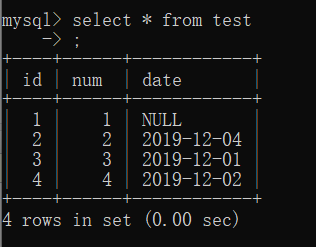 mysql> select * from test
    -> ;
+----+------+------------+
| id | num  | date       |
+----+------+------------+
|  1 |    1 | NULL       |
|  2 |    2 | 2019-12-04 |
|  3 |    3 | 2019-12-01 |
|  4 |    4 | 2019-12-02 |
+----+------+------------+
4 rows in set (0.00 sec)